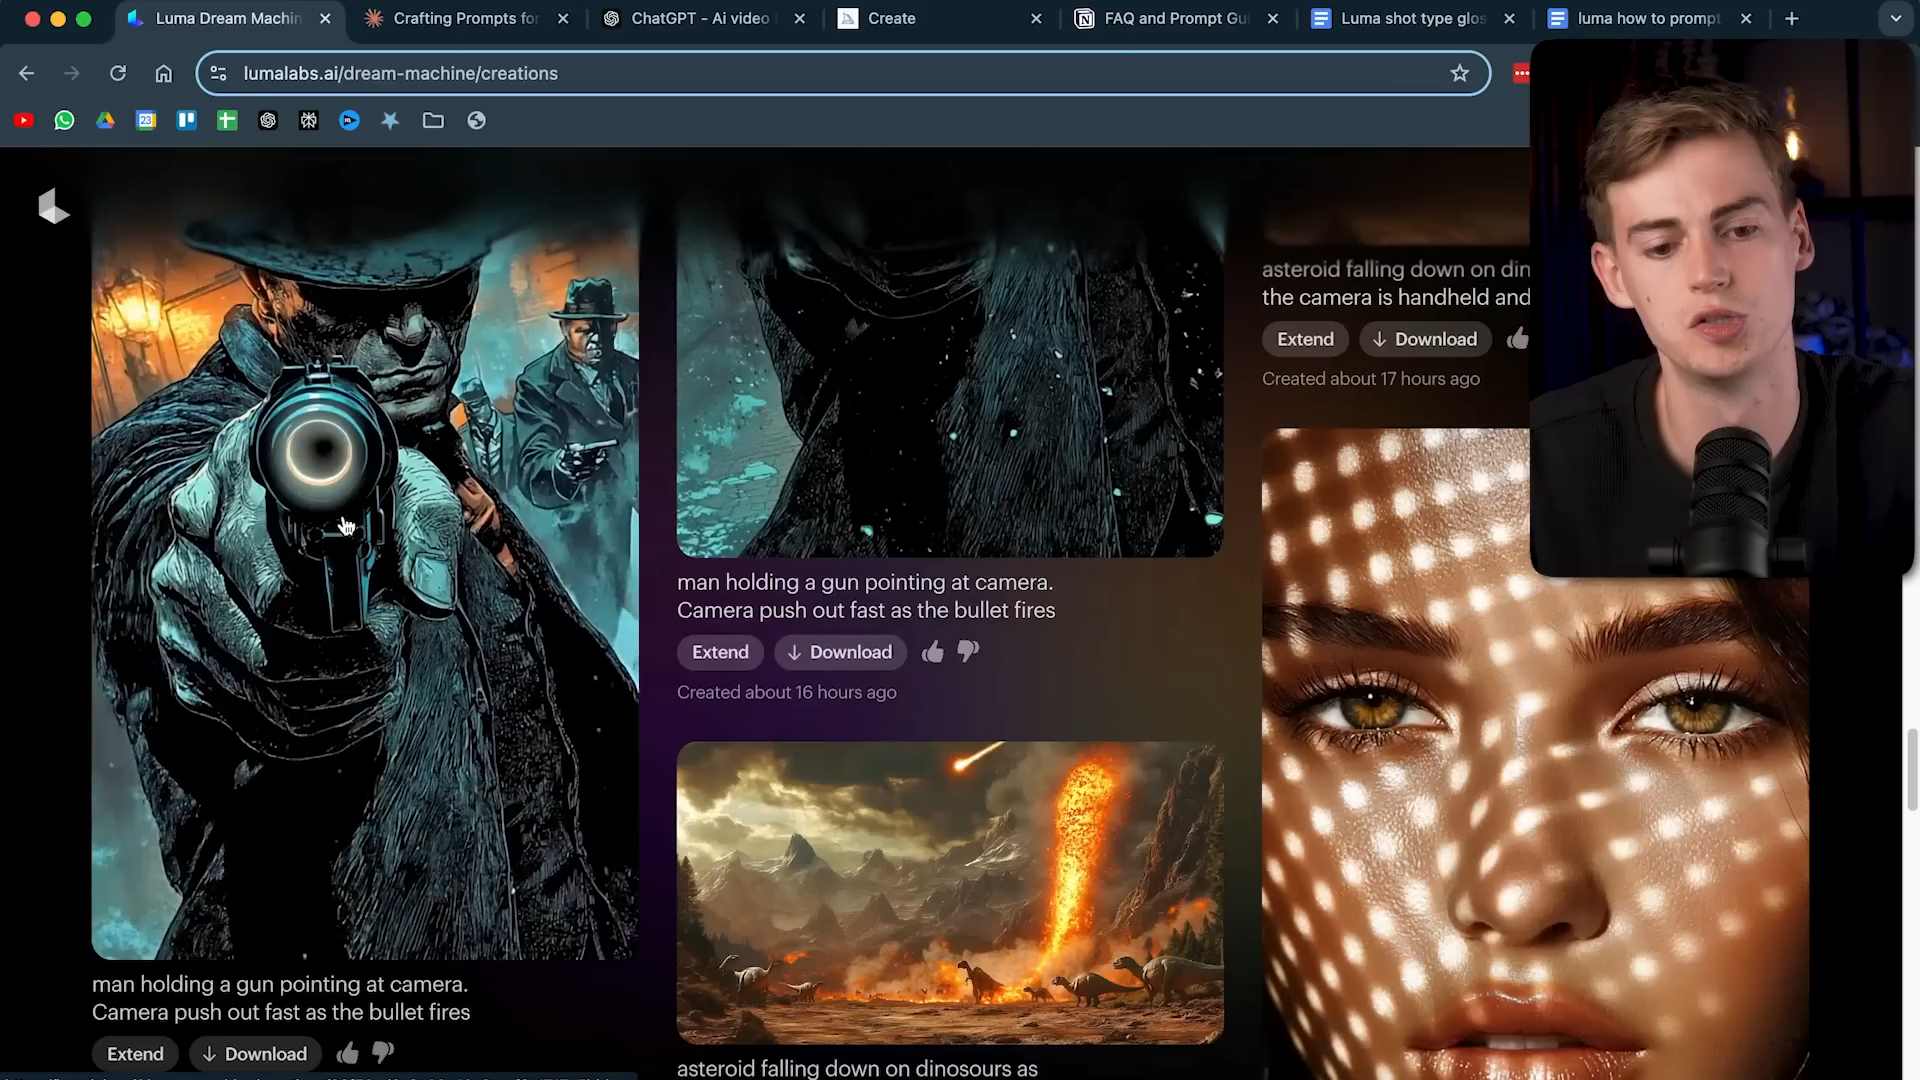 Luma Dream Machin
Crafting Prompts for
ChatGPT - Ai video
Create
FAQ and Prompt Gui
Luma shot type glos
luma how to prompt
lumalabs.ai/dream-machine/creations
23
asteroid falling down on din
the camera is handheld and
Extend
Download
Created about 17 hours ago
man holding a gun pointing at camera.
Camera push out fast as the bullet fires
Extend
Download
Created about 16 hours ago
man holding a gun pointing at camera.
Camera push out fast as the bullet fires
Extend
Download
asteroid falling down on dinosours as